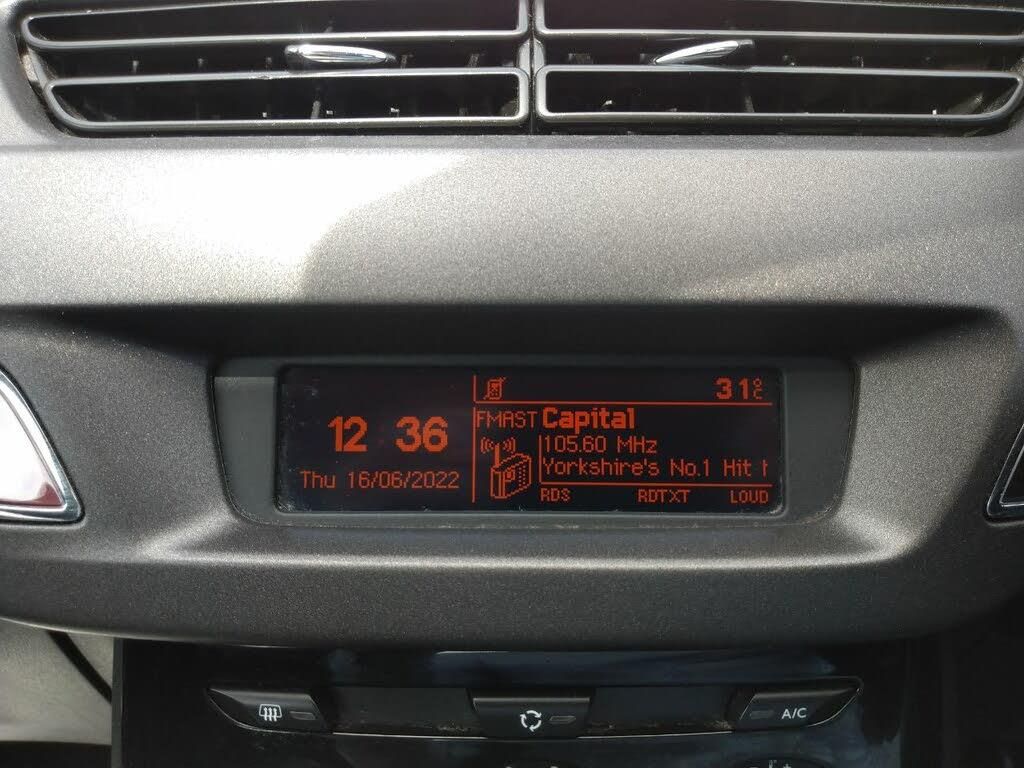 31°C
12 36
Thu 16/06/2022
FMAST Capital
105.60 MHz
Yorkshire's No.1 Hit
RDS RDTXT LOUD
A/C